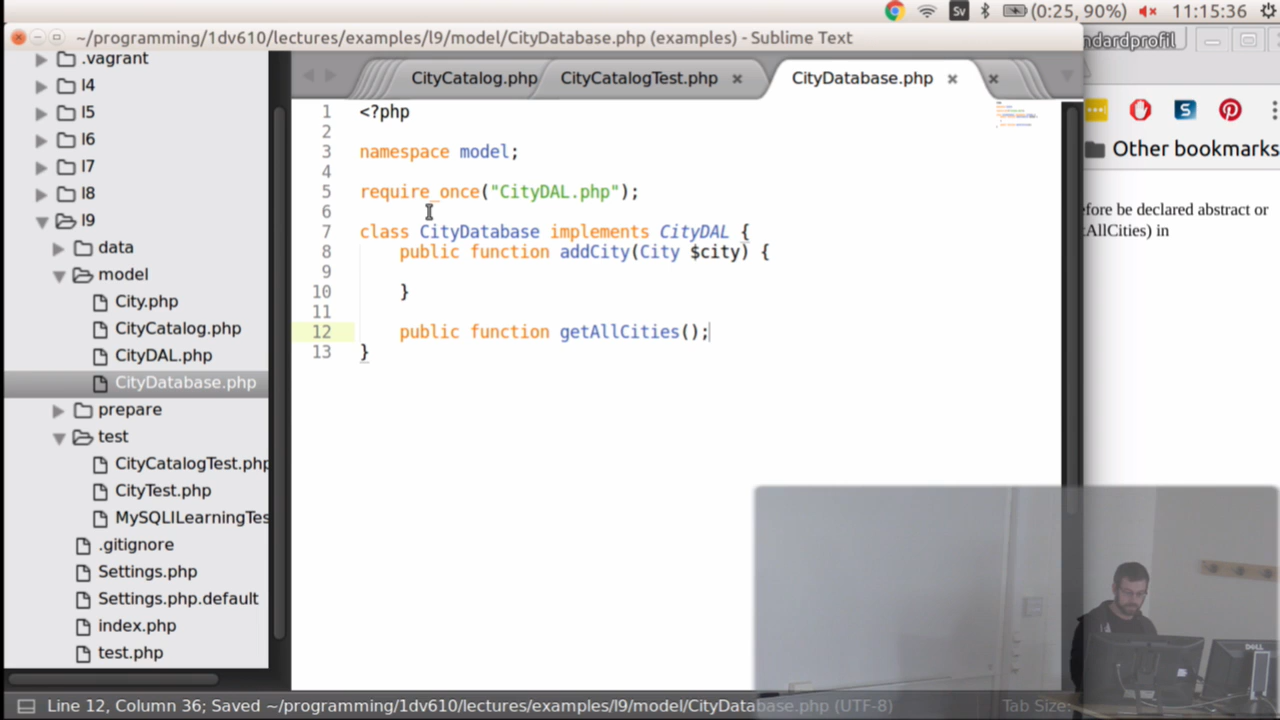 Sv (0:25, 90%) 11:15:36
~/programming/1dv610/lectures/examples/l9/model/CityDatabase.php (examples) - Sublime Text
ndardprofil
.vagrant
l4
l5
l6
l7
l8
l9
data
model
City.php
CityCatalog.php
CityDAL.php
CityDatabase.php
prepare
test
CityCatalogTest.php
CityTest.php
MySQLILearningTes
.gitignore
Settings.php
Settings.php.default
index.php
test.php
CityCatalog.php
CityCatalogTest.php ×
CityDatabase.php × ×
1 <?php
2
3 namespace model;
4
5 require_once("CityDAL.php");
6
7 class CityDatabase implements CityDAL {
8 public function addCity(City $city) {
9
10 }
11
12 public function getAllCities();
13 }
Other bookmarks
efore be declared abstract or
AllCities) in
DELL
Line 12, Column 36; Saved ~/programming/1dv610/lectures/examples/l9/model/CityDatabase.php (UTF-8)
Tab Size: